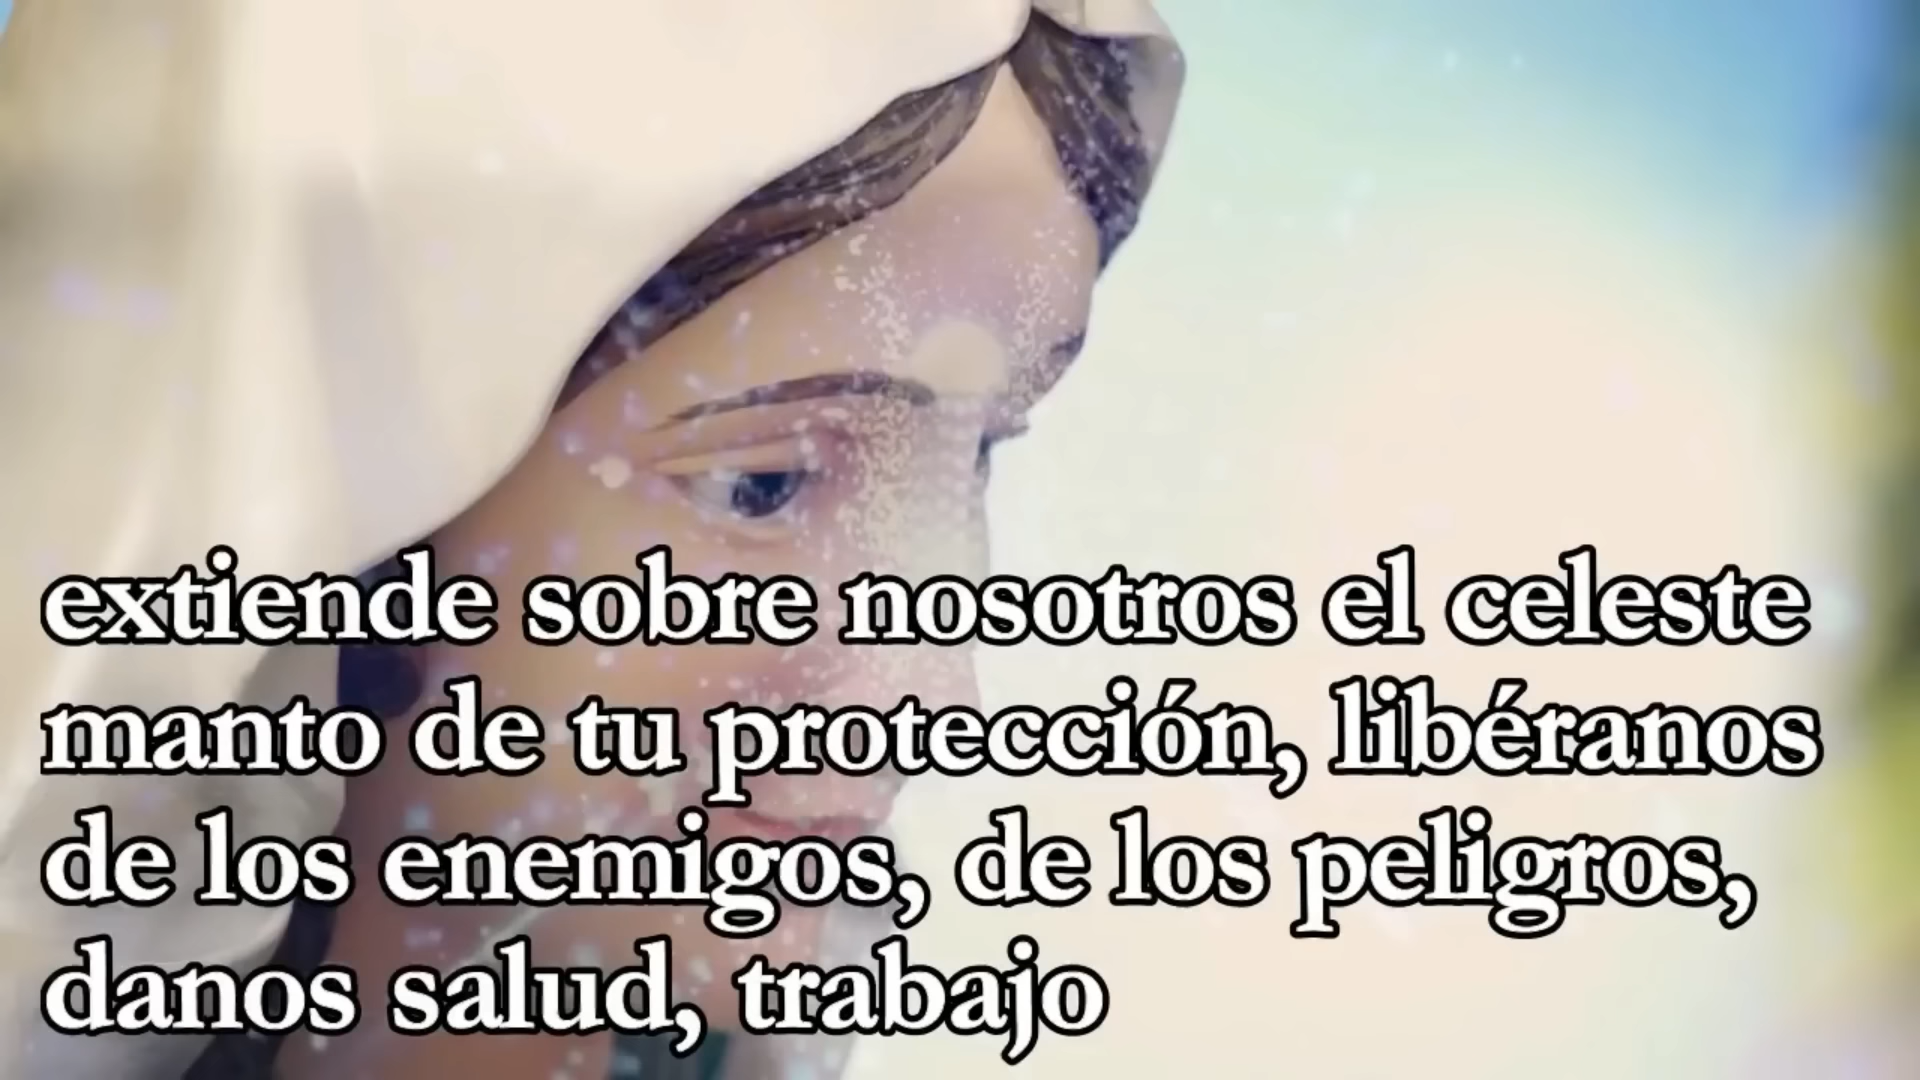 extiende sobre nosotros el celeste
manto de tu protección, libéranos
de los enemigos, de los peligros,
danos salud, trabajo